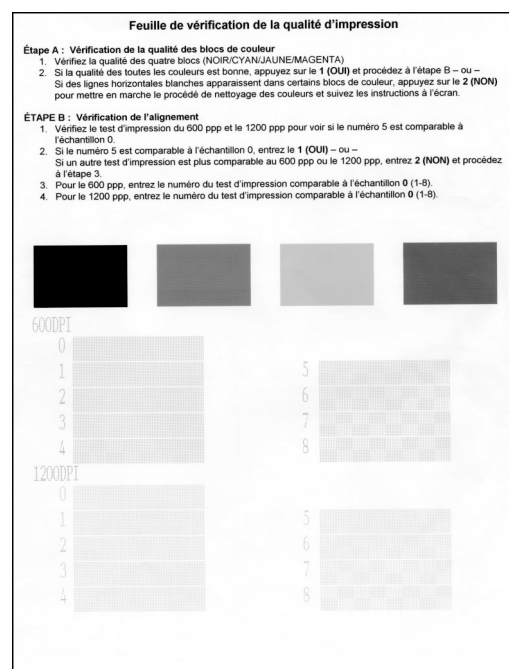 Feuille de vérification de la qualité d'impression
Étape A : Vérification de la qualité des blocs de couleur
1. Vérifiez la qualité des quatre blocs (NOIR/CYAN/JAUNE/MAGENTA)
2. Si la qualité des toutes les couleurs est bonne, appuyez sur le 1 (OUI) et procédez à l'étape B – ou –
Si des lignes horizontales blanches apparaissent dans certains blocs de couleur, appuyez sur le 2 (NON)
pour mettre en marche le procédé de nettoyage des couleurs et suivez les instructions à l'écran.
ÉTAPE B : Vérification de l'alignement
1. Vérifiez le test d'impression du 600 ppp et le 1200 ppp pour voir si le numéro 5 est comparable à
l'échantillon 0.
2. Si le numéro 5 est comparable à l'échantillon 0, entrez le 1 (OUI) – ou –
Si un autre test d'impression est plus comparable au 600 ppp ou le 1200 ppp, entrez 2 (NON) et procédez
à l'étape 3.
3. Pour le 600 ppp, entrez le numéro du test d'impression comparable à l'échantillon 0 (1-8).
4. Pour le 1200 ppp, entrez le numéro du test d'impression comparable à l'échantillon 0 (1-8).
600DPI
0
1
2
3
4
5
6
7
8
1200DPI
0
1
2
3
4
5
6
7
8